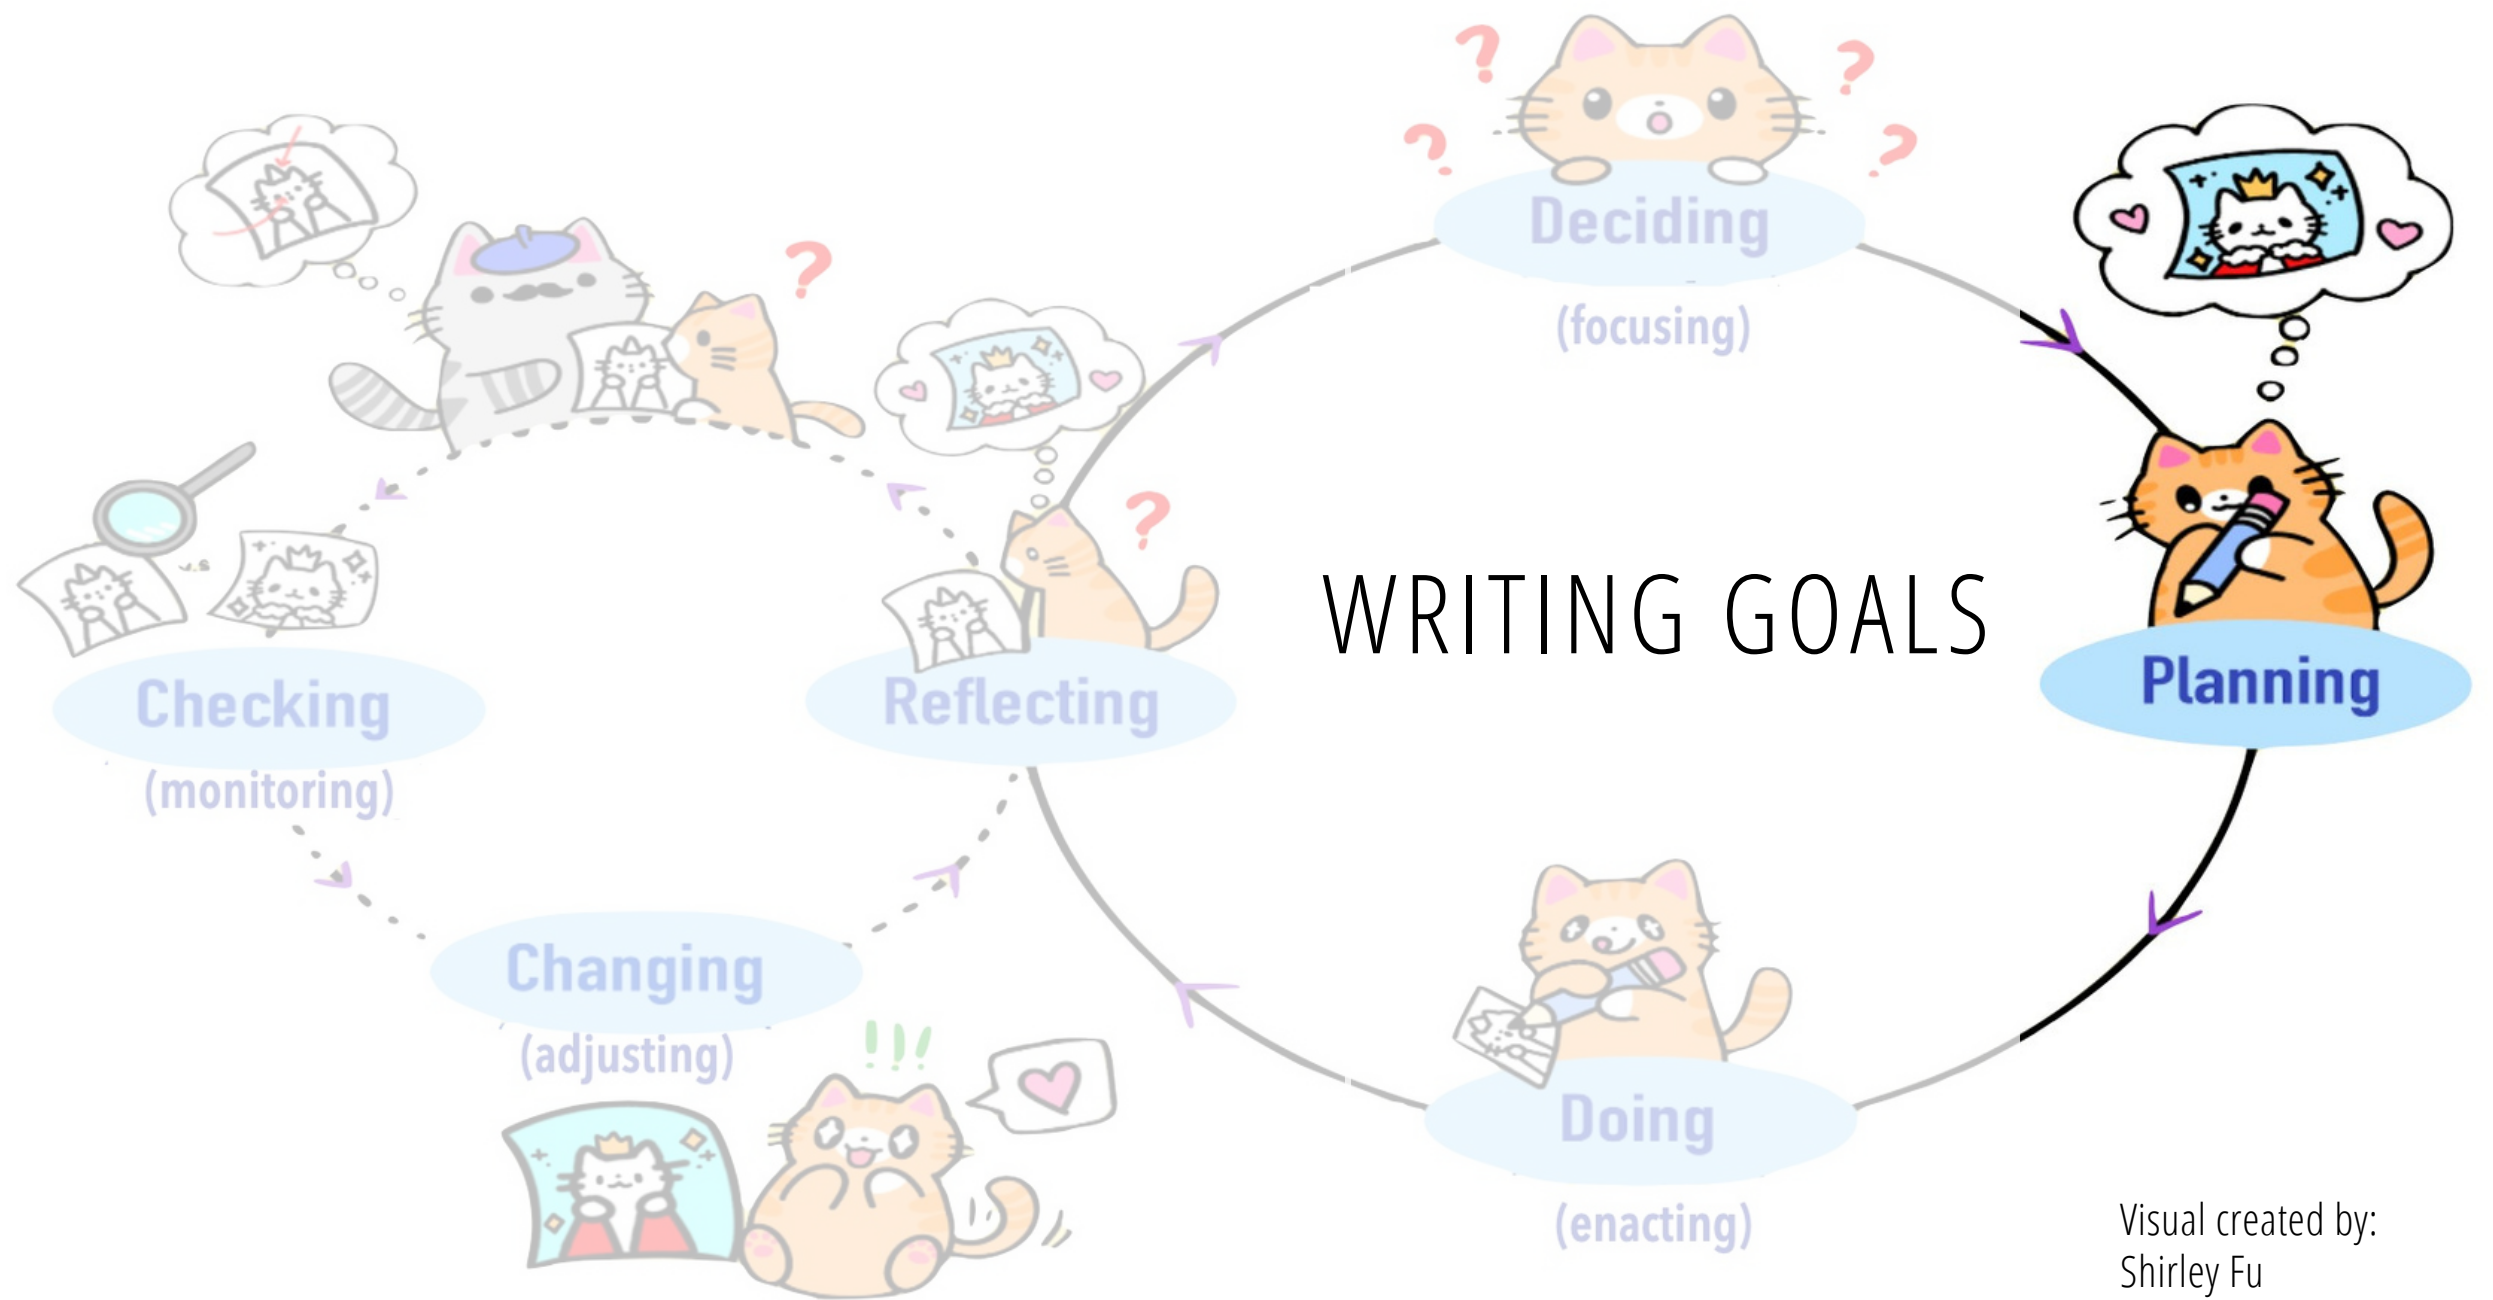 Deciding
(focusing)
Planning
WRITING GOALS
v.s
Checking
(monitoring)
Reflecting
Changing
(adjusting)
!!!
Doing
(enacting)
Visual created by:
Shirley Fu